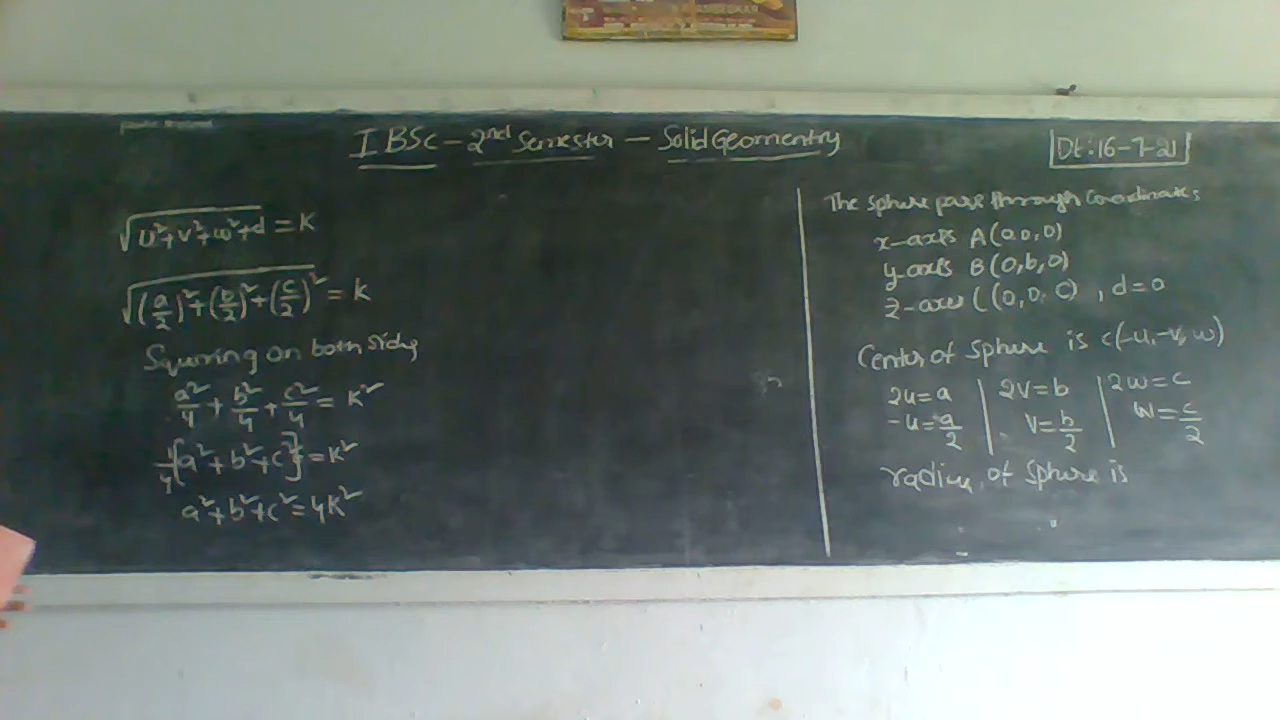 I BSc - 2nd Semester - Solid Geomentry
Dt: 16-7-21
√(u²+v²+w²+d) = K
√((a/2)²+(b/2)²+(c/2)²) = K
Squrring on both sides
a²/4 + b²/4 + c²/4 = K²
1/4[a²+b²+c²] = K²
a²+b²+c² = 4K²
The sphere pass through Coordinates
x-axis A(a,0,0)
y-axis B(0,b,0)
z-axes C(0,0,C), d=0
Center of Sphere is c(-u,-v,w)
2u=a | 2v=b | 2w=c
-u=a/2 | v=b/2 | w=c/2
radius of sphere is